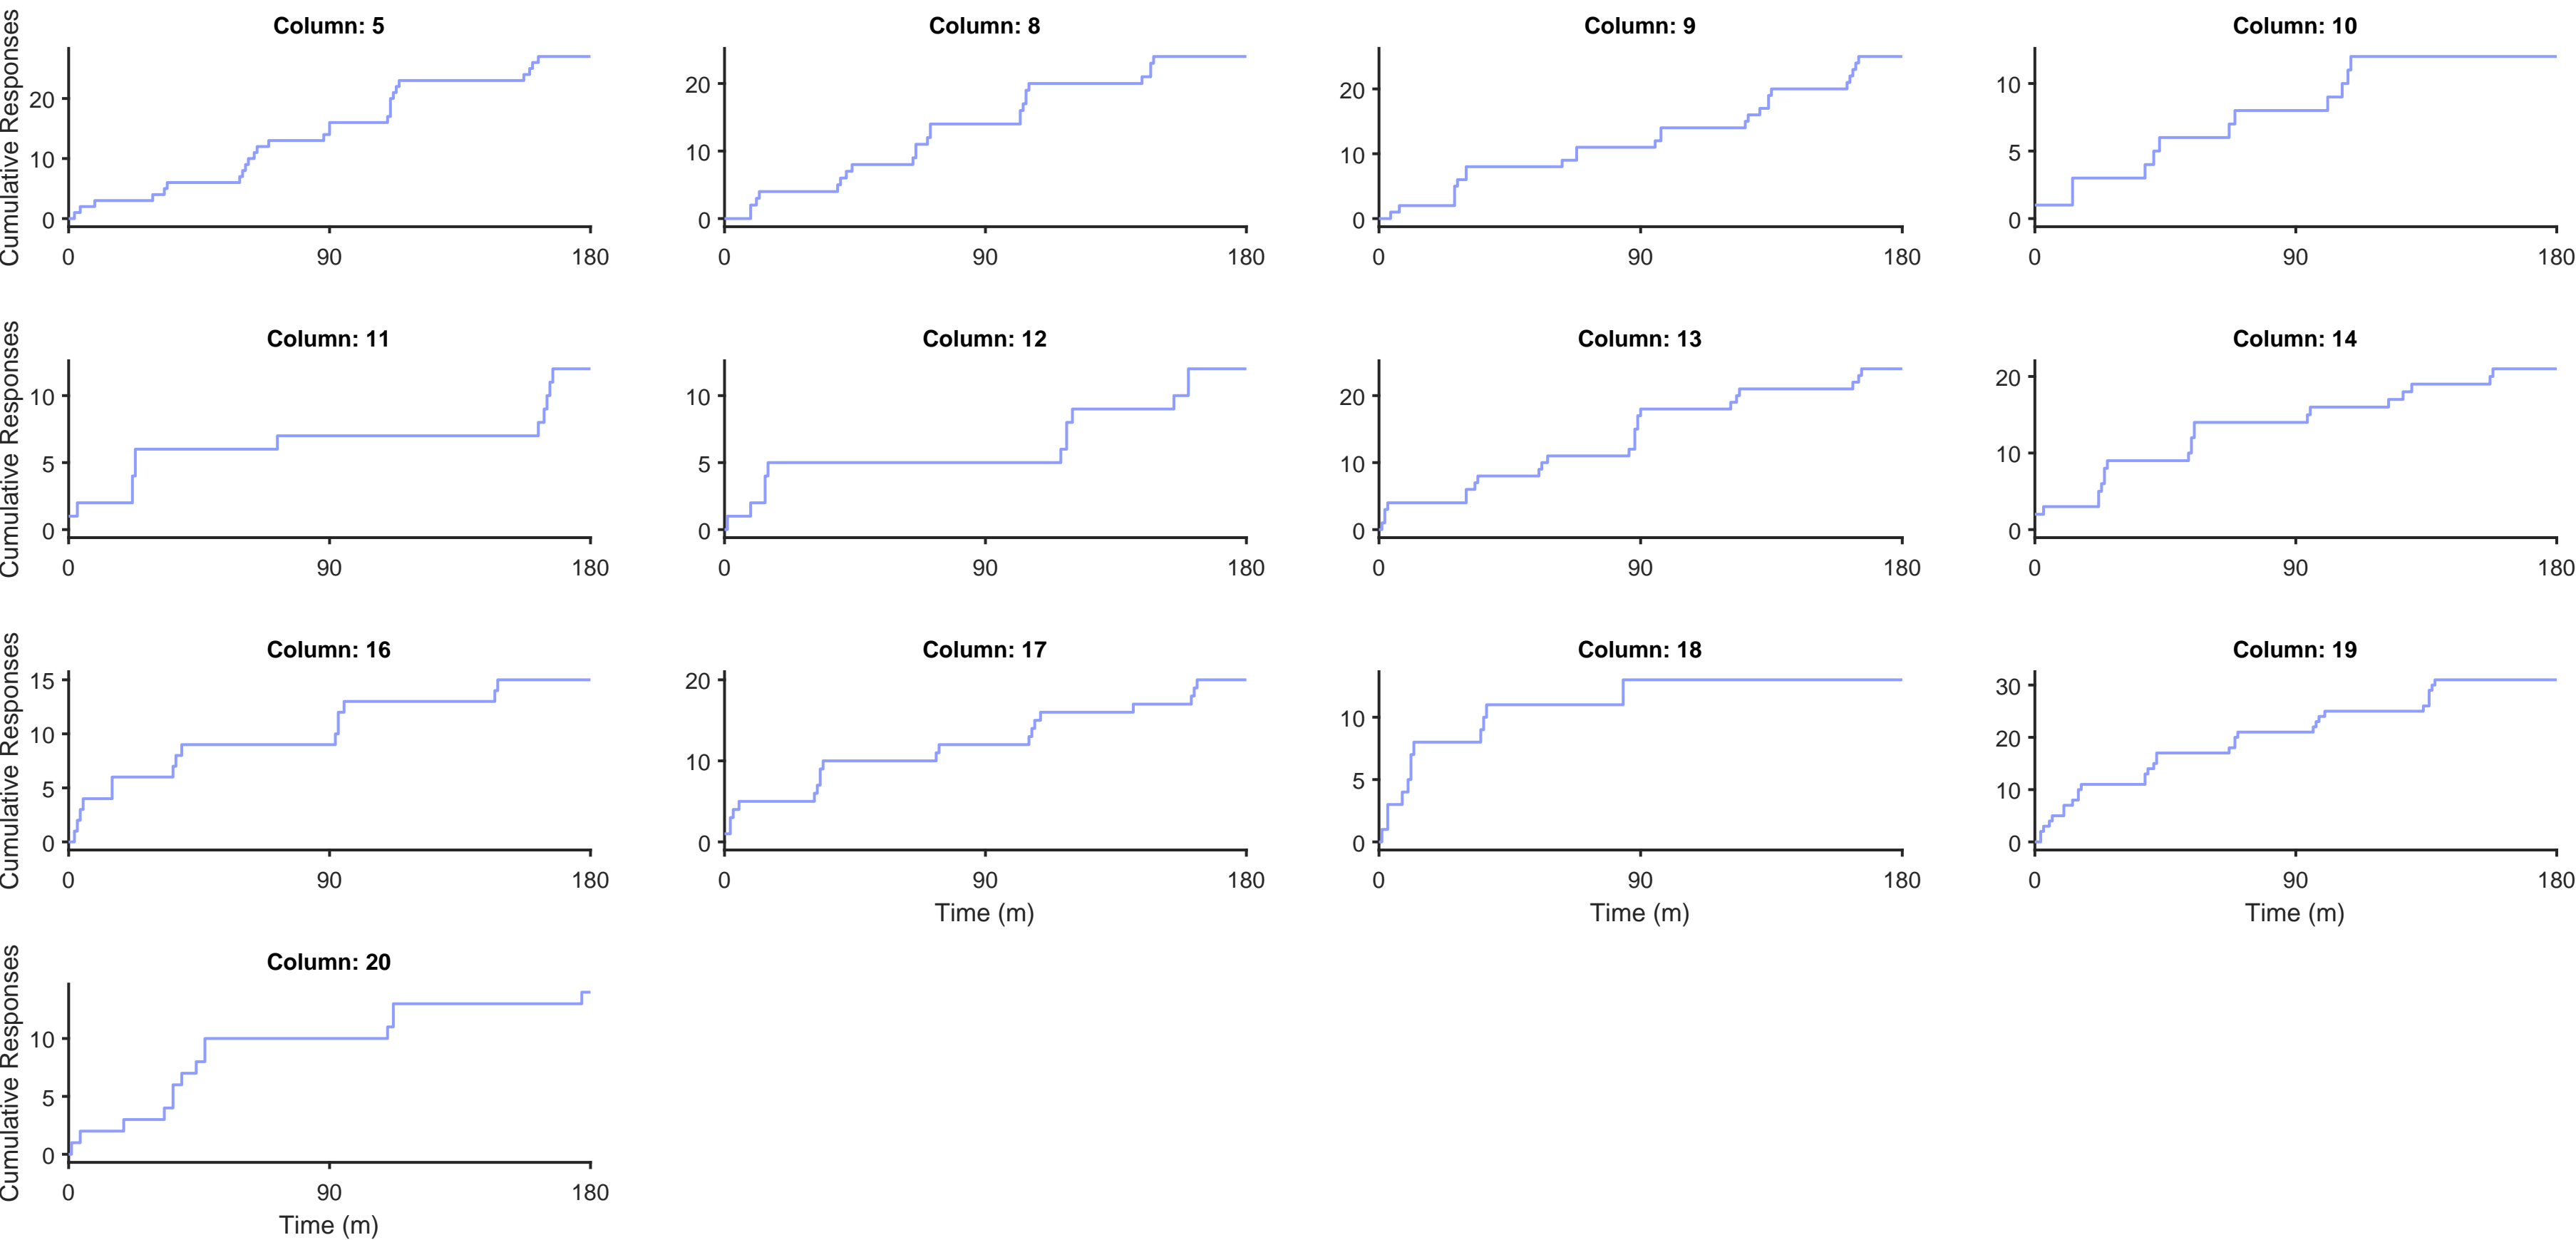 Column: 5
Column: 8
Column: 9
Column: 10
Cumulative Responses
20
10
0
0 90 180
20
10
0
0 90 180
20
10
0
0 90 180
10
5
0
0 90 180
Column: 11
Column: 12
Column: 13
Column: 14
Cumulative Responses
10
5
0
0 90 180
10
5
0
0 90 180
20
10
0
0 90 180
20
10
0
0 90 180
Column: 16
Column: 17
Column: 18
Column: 19
Cumulative Responses
15
10
5
0
0 90 180
20
10
0
0 90 180
Time (m)
10
5
0
0 90 180
Time (m)
30
20
10
0
0 90 180
Time (m)
Column: 20
Cumulative Responses
10
5
0
0 90 180
Time (m)